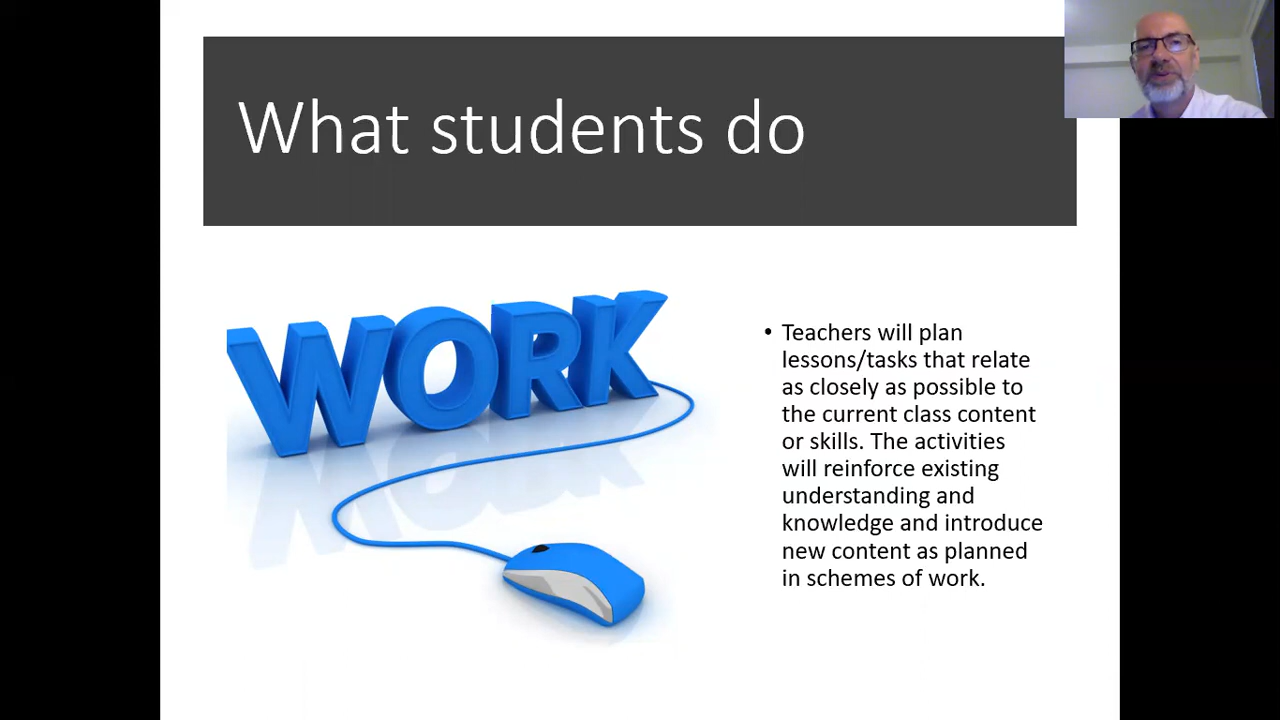 What students do
WORK
• Teachers will plan
lessons/tasks that relate
as closely as possible to
the current class content
or skills. The activities
will reinforce existing
understanding and
knowledge and introduce
new content as planned
in schemes of work.